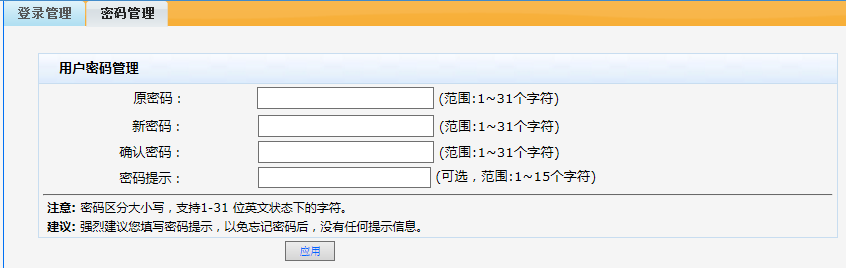 登录管理 密码管理
用户密码管理
原密码： (范围:1~31个字符)
新密码： (范围:1~31个字符)
确认密码： (范围:1~31个字符)
密码提示： (可选，范围:1~15个字符)
注意: 密码区分大小写，支持1-31 位英文状态下的字符。
建议: 强烈建议您填写密码提示，以免忘记密码后，没有任何提示信息。
应用